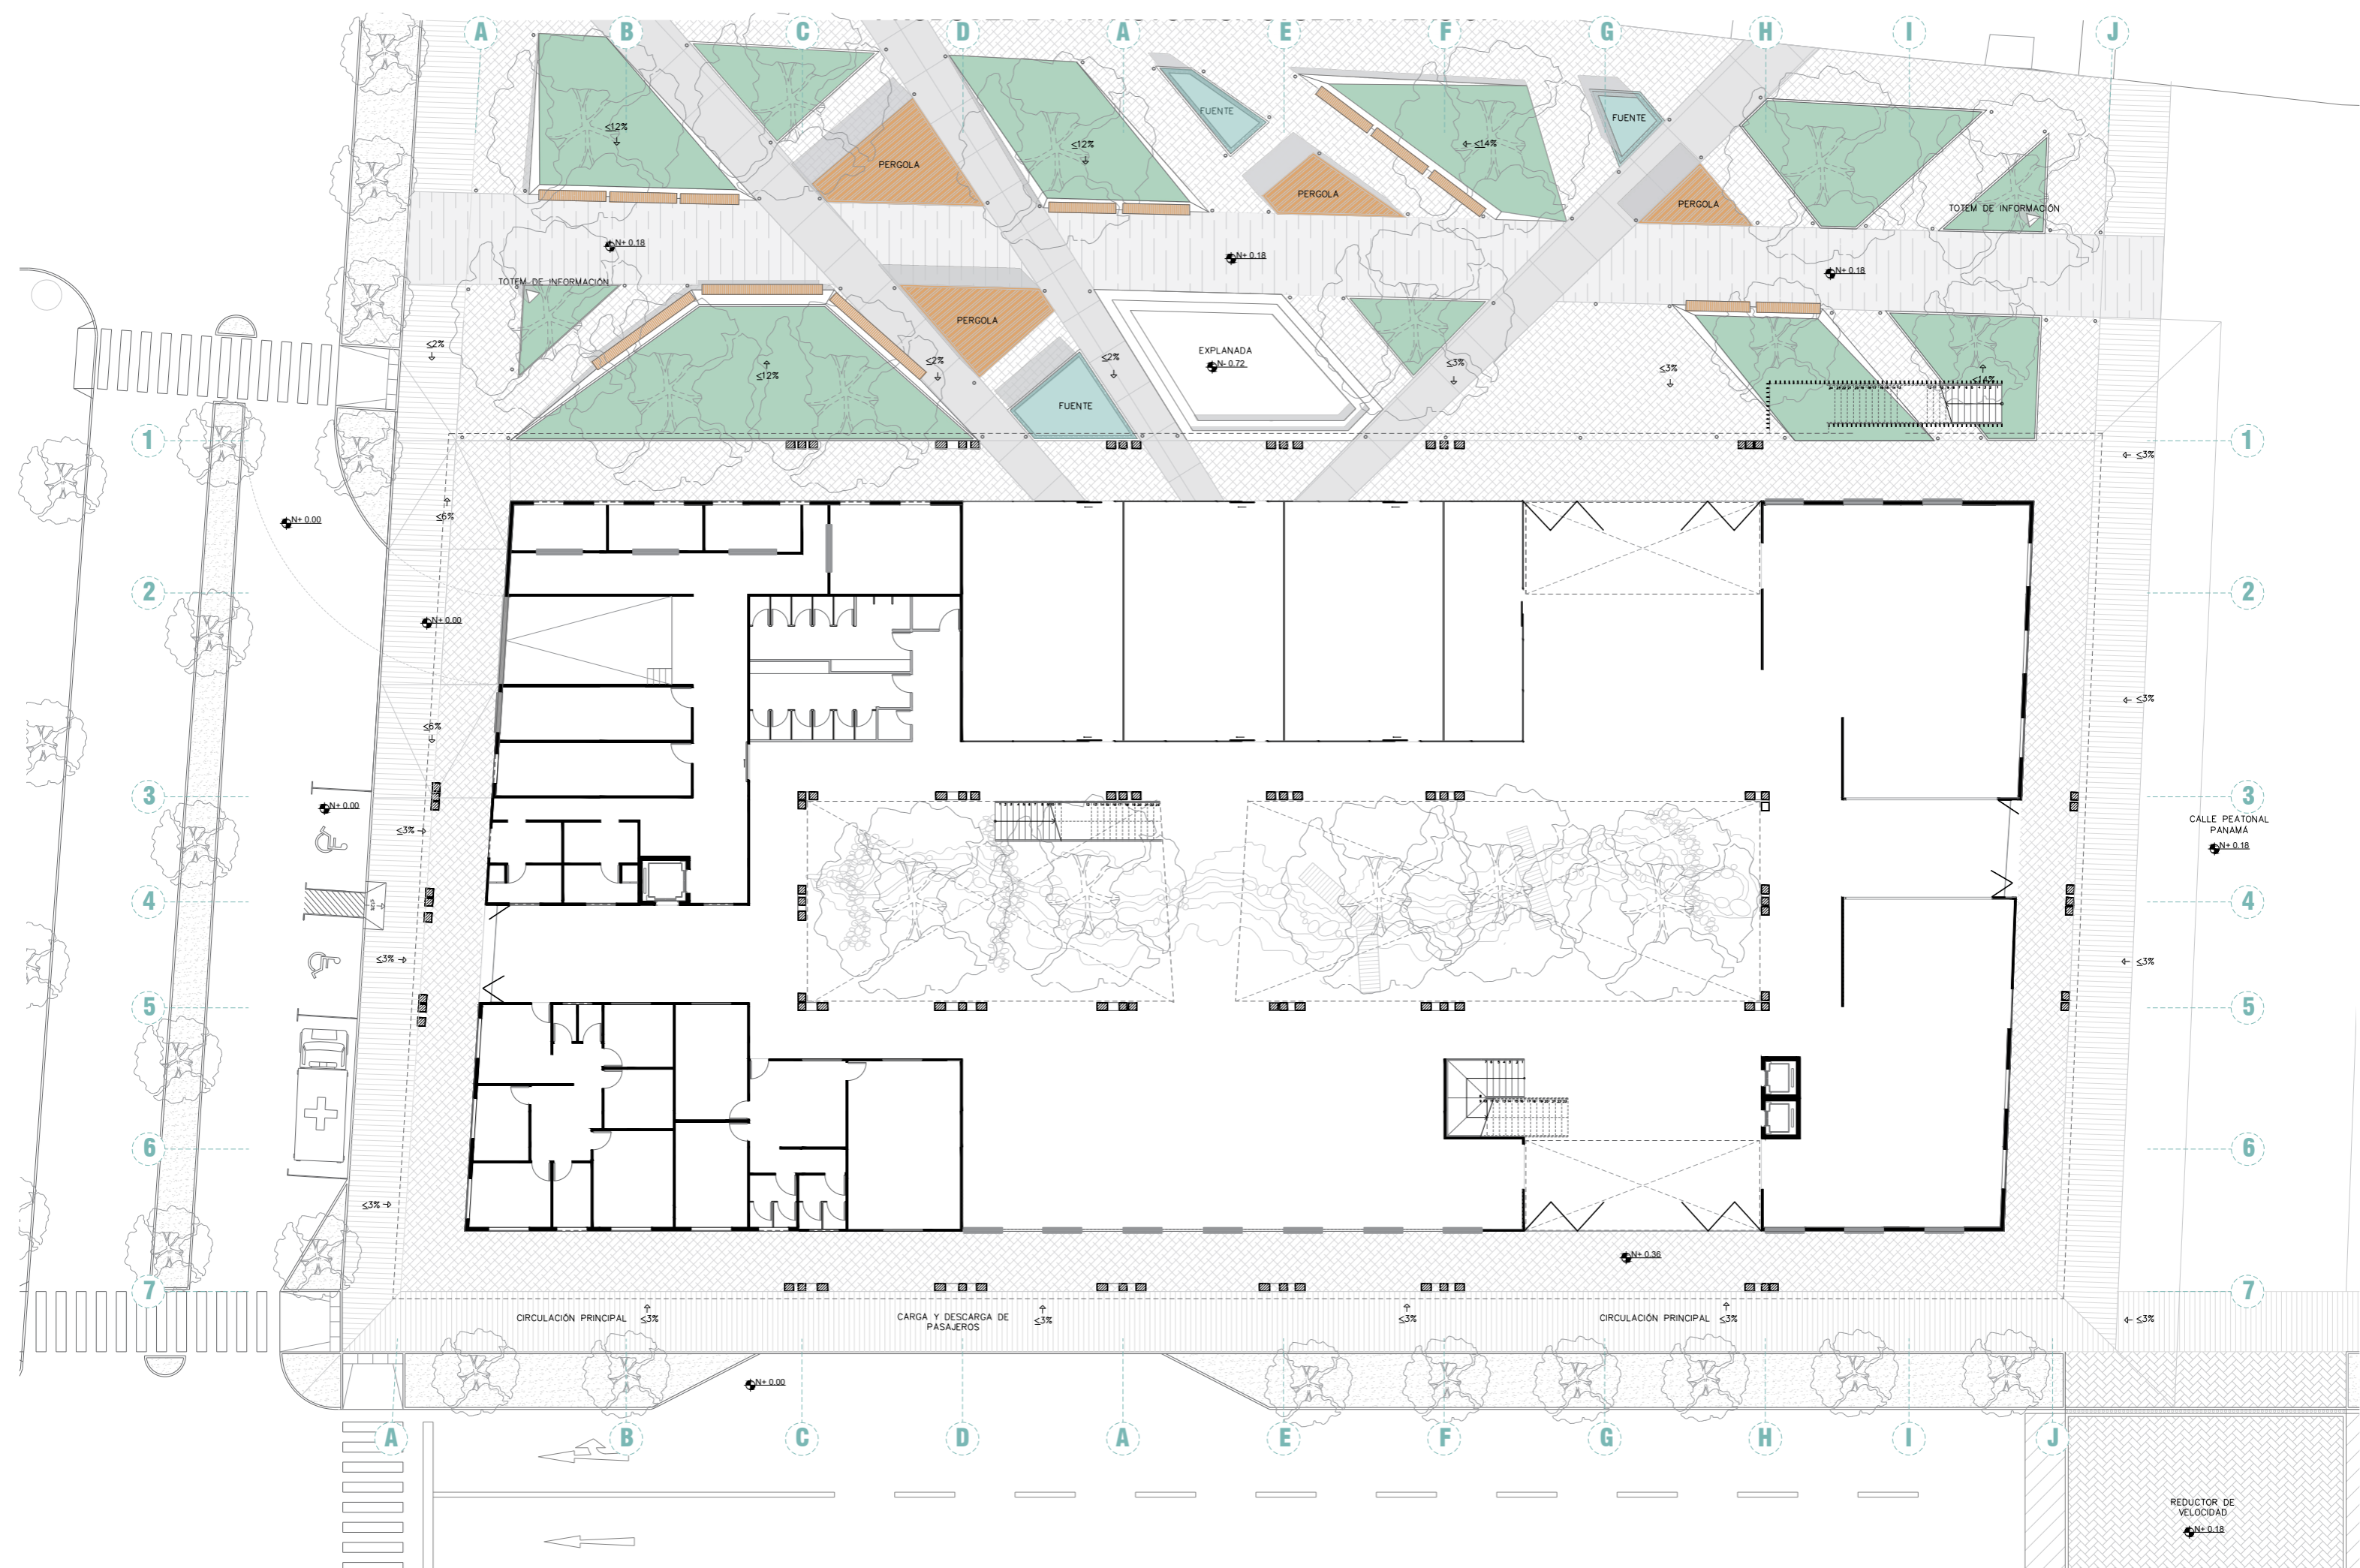 A B C D A E F G H I J
FUENTE
FUENTE
≤12%
≤12%
←≤14%
PERGOLA
PERGOLA
PERGOLA
TOTEM DE INFORMACIÓN
N+ 0.18
N+ 0.18
N+ 0.18
TOTEM DE INFORMACIÓN
PERGOLA
≤2%
EXPLANADA
N- 0.72
≤2%
≤2%
≤3%
≤3%
≤12%
≤14%
FUENTE
1
1
←≤3%
≤6%
N+ 0.00
2
2
N+ 0.00
←≤3%
≤6%
3
3
N+ 0.00
CALLE PEATONAL
PANAMÁ
≤3%→
N+ 0.18
4
4
≤3%→
←≤3%
5
5
6
6
≤3%→
N+ 0.36
7
7
CIRCULACIÓN PRINCIPAL
≤3%
CARGA Y DESCARGA DE
PASAJEROS
≤3%
≤3%
CIRCULACIÓN PRINCIPAL
≤3%
←≤3%
N+ 0.00
A B C D A E F G H I J
REDUCTOR DE
VELOCIDAD
N+ 0.18